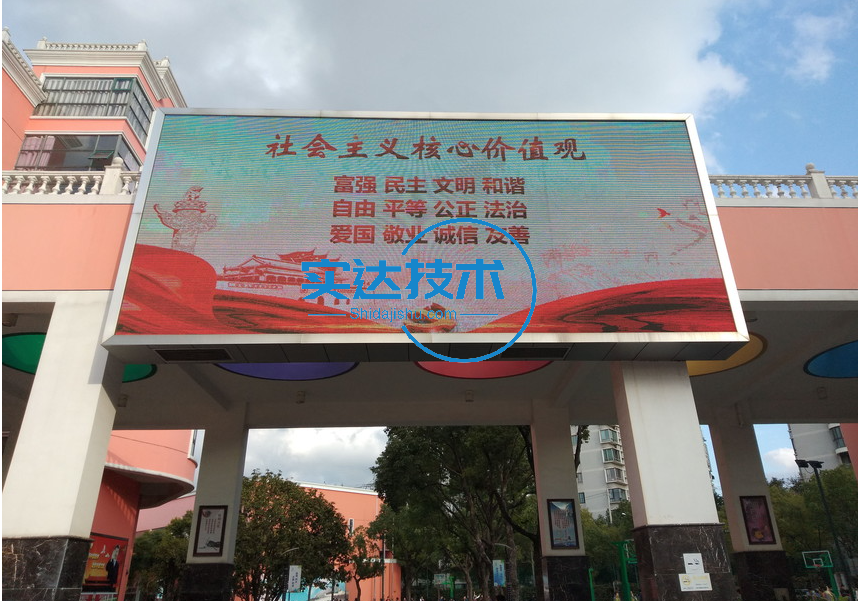 社会主义核心价值观
富强 民主 文明 和谐
自由 平等 公正 法治
爱国 敬业 诚信 友善
实达技术
Shidajishu.com